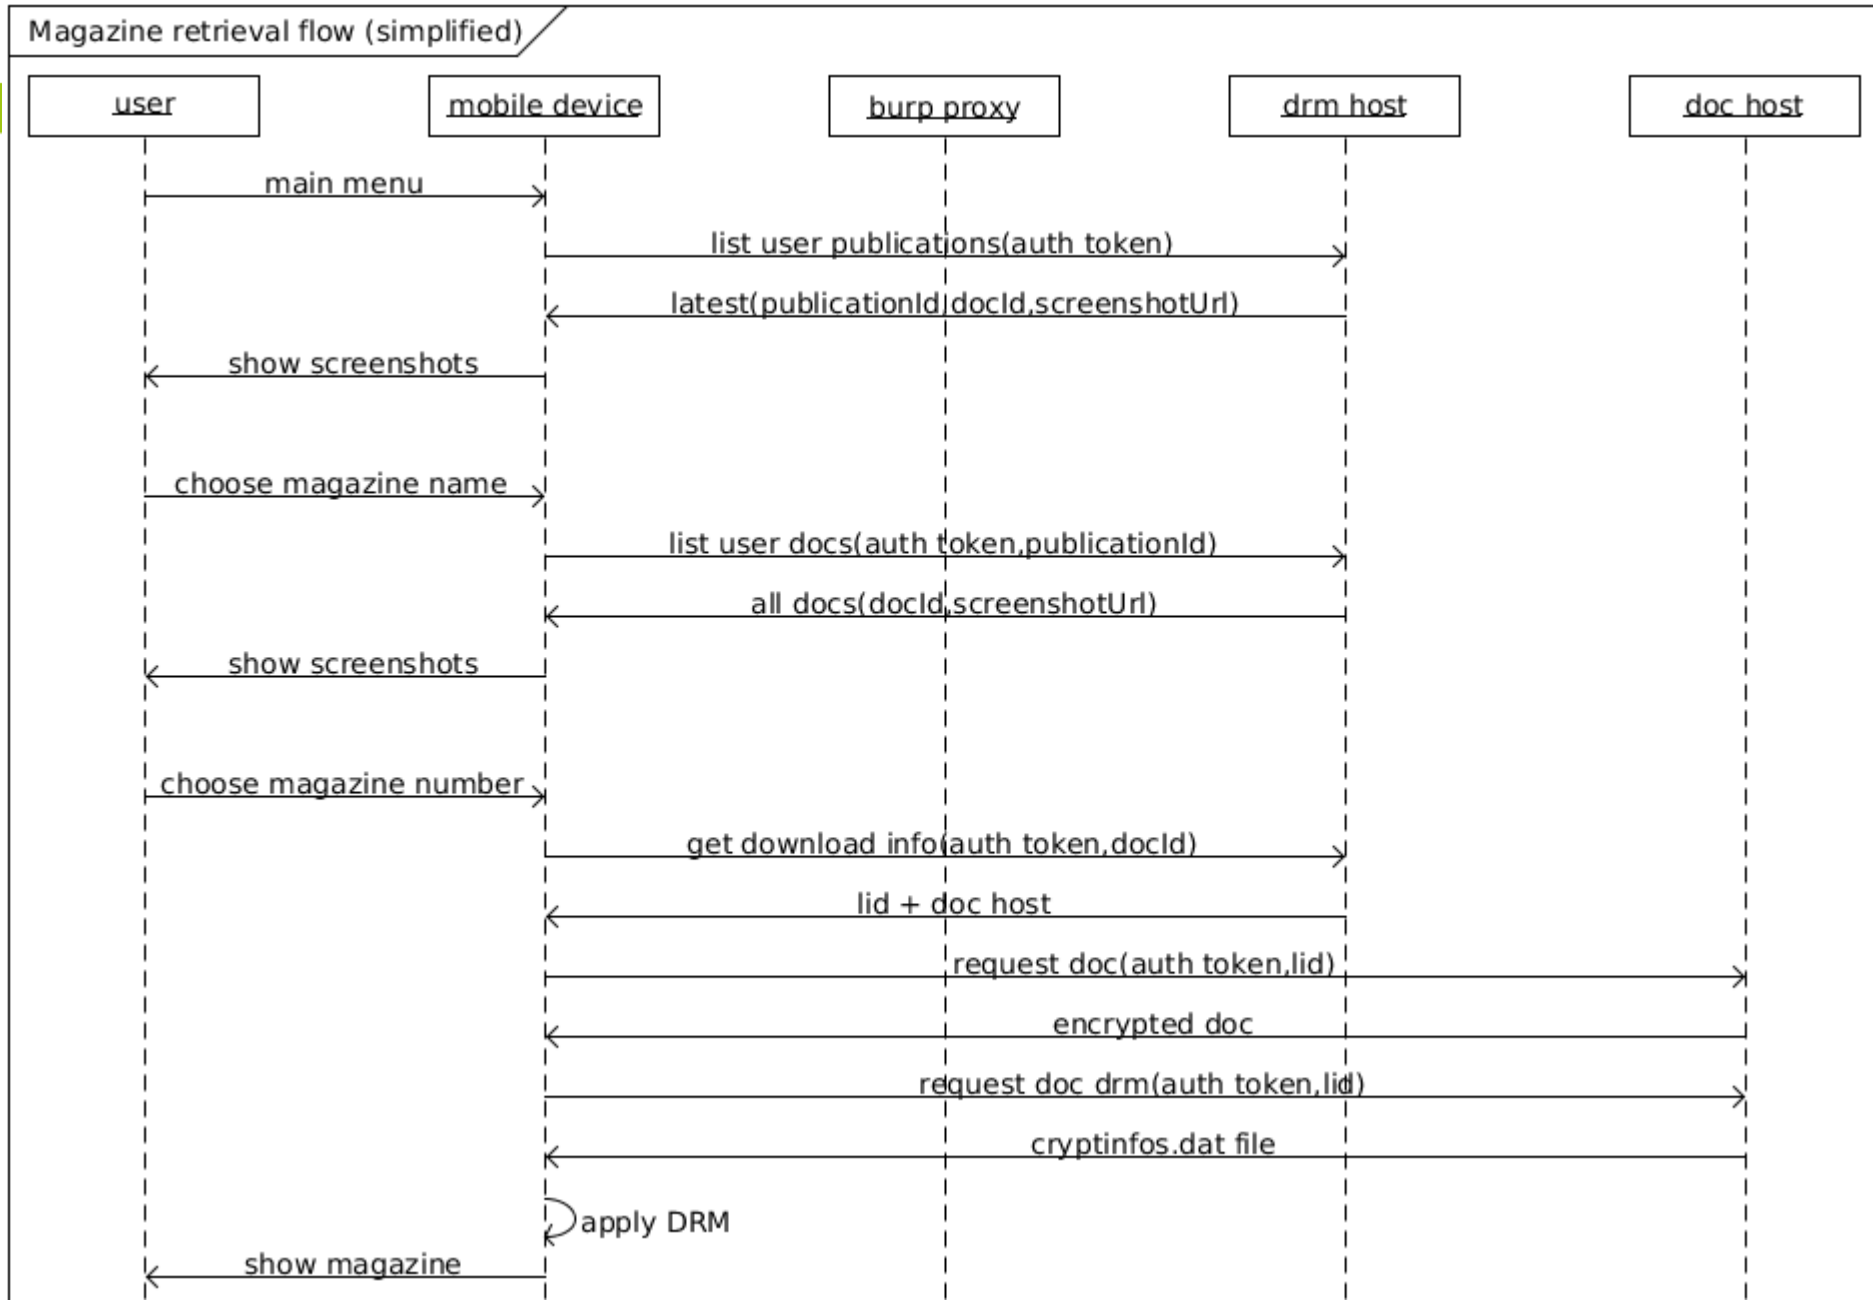 Magazine retrieval flow (simplified)
user
mobile device
burp proxy
drm host
doc host
main menu
list user publications(auth token)
latest(publicationId,docId,screenshotUrl)
show screenshots
choose magazine name
list user docs(auth token,publicationId)
all docs(docId,screenshotUrl)
show screenshots
choose magazine number
get download info(auth token,docId)
lid + doc host
request doc(auth token,lid)
encrypted doc
request doc drm(auth token,lid)
cryptinfos.dat file
apply DRM
show magazine